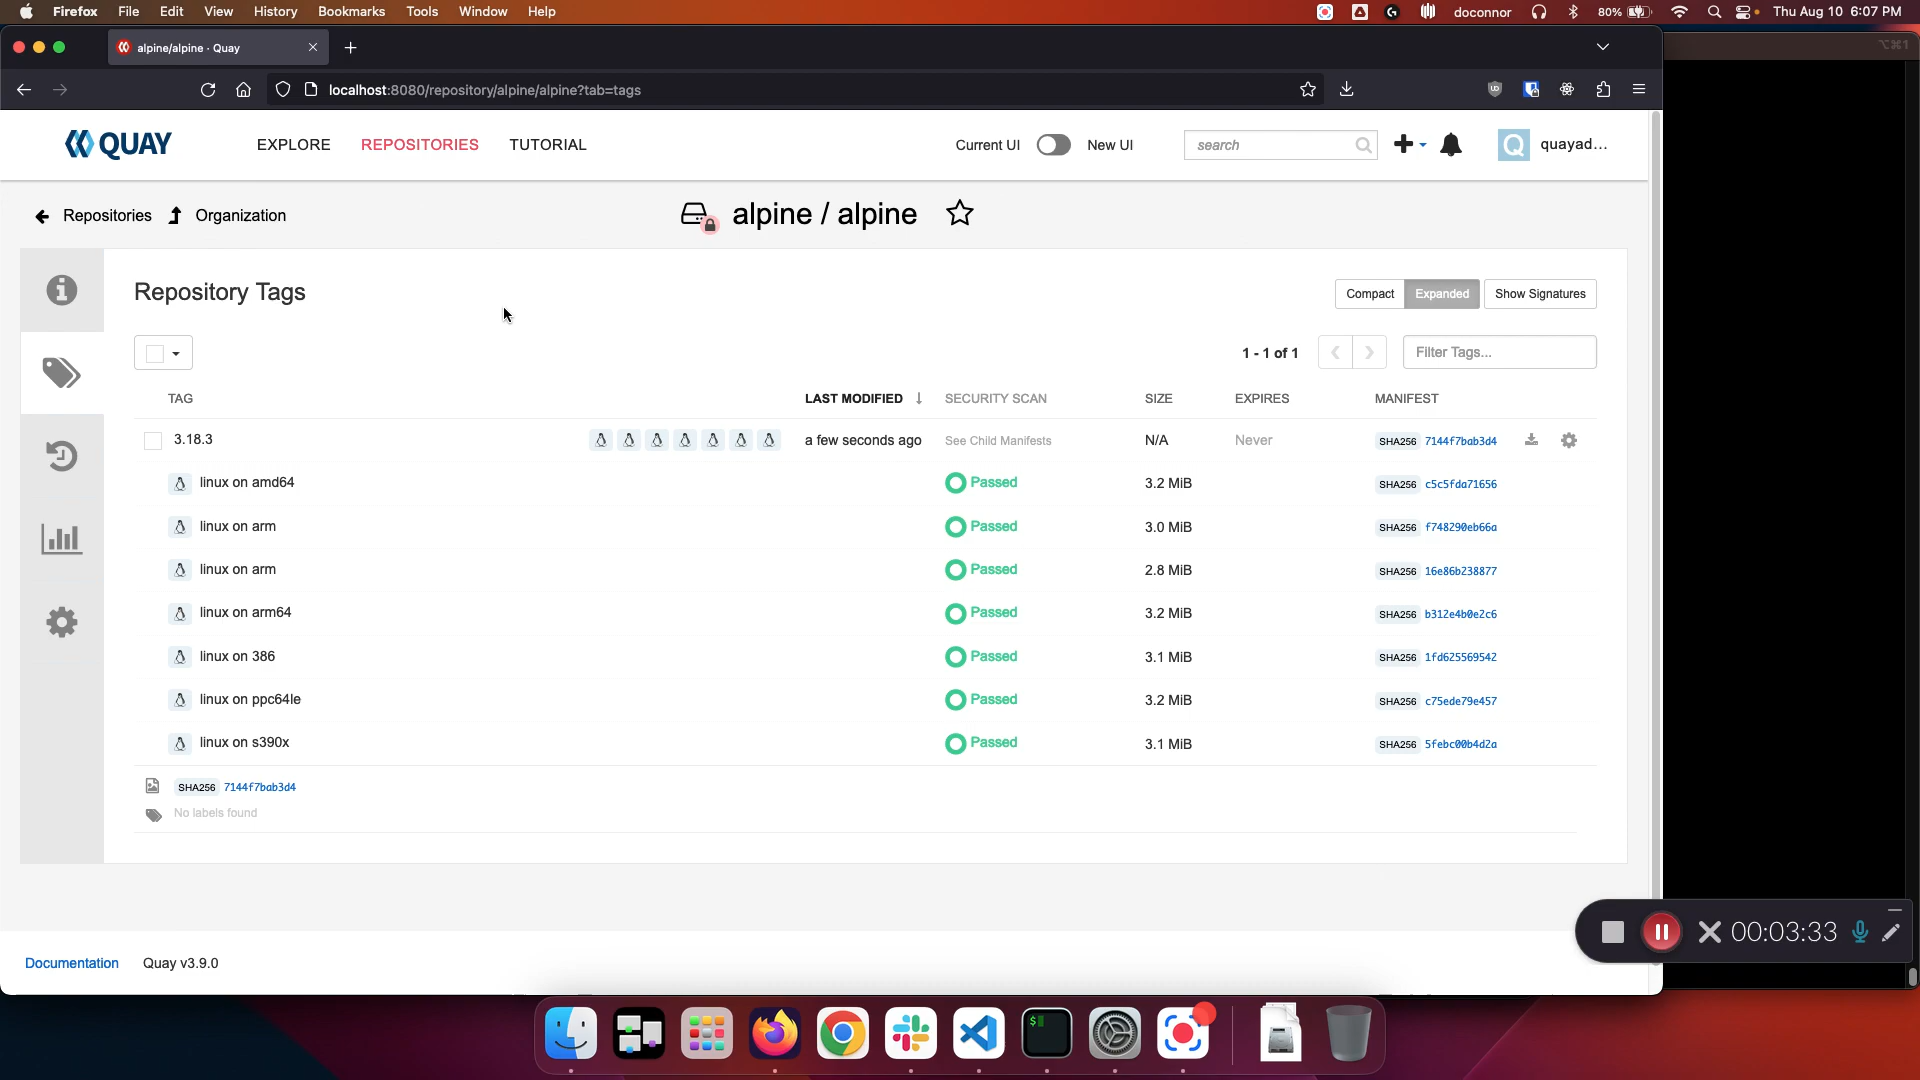 Firefox File Edit View History Bookmarks Tools Window Help doconnor 80% Thu Aug 10 6:07 PM
alpine/alpine · Quay
⌥⌘1
localhost:8080/repository/alpine/alpine?tab=tags
QUAY EXPLORE REPOSITORIES TUTORIAL Current UI New UI search Q quayad...
Repositories Organization alpine / alpine
Repository Tags Compact Expanded Show Signatures
1 - 1 of 1 Filter Tags...
TAG LAST MODIFIED ↓ SECURITY SCAN SIZE EXPIRES MANIFEST
3.18.3 a few seconds ago See Child Manifests N/A Never SHA256 7144f7bab3d4
linux on amd64 Passed 3.2 MiB SHA256 c5c5fda71656
linux on arm Passed 3.0 MiB SHA256 f748290eb66a
linux on arm Passed 2.8 MiB SHA256 16e86b238877
linux on arm64 Passed 3.2 MiB SHA256 b312e4b0e2c6
linux on 386 Passed 3.1 MiB SHA256 1fd625569542
linux on ppc64le Passed 3.2 MiB SHA256 c75ede79e457
linux on s390x Passed 3.1 MiB SHA256 5febc00b4d2a
SHA256 7144f7bab3d4
No labels found
00:03:33
Documentation Quay v3.9.0